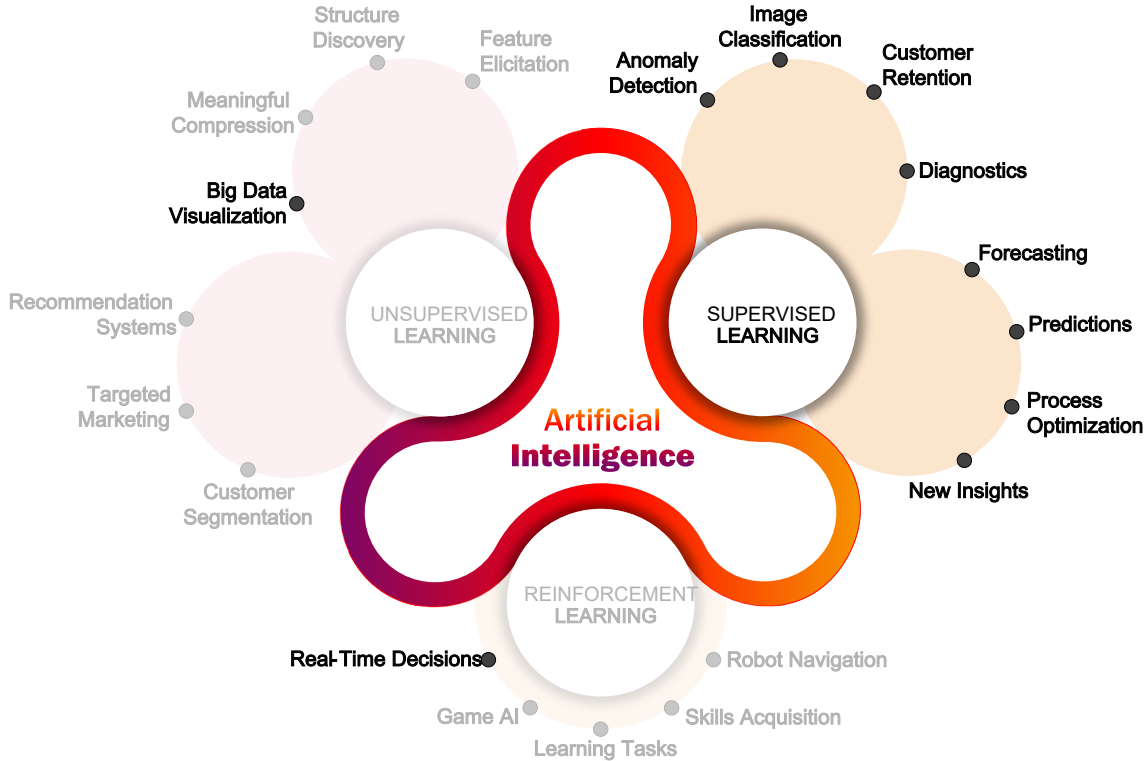 Structure
Discovery
Feature
Elicitation
Meaningful
Compression
Big Data
Visualization
Recommendation
Systems
Targeted
Marketing
Customer
Segmentation
UNSUPERVISED
LEARNING
Image
Classification
Anomaly
Detection
Customer
Retention
Diagnostics
Forecasting
Predictions
Process
Optimization
New Insights
SUPERVISED
LEARNING
Artificial
Intelligence
REINFORCEMENT
LEARNING
Real-Time Decisions
Game AI
Learning Tasks
Skills Acquisition
Robot Navigation